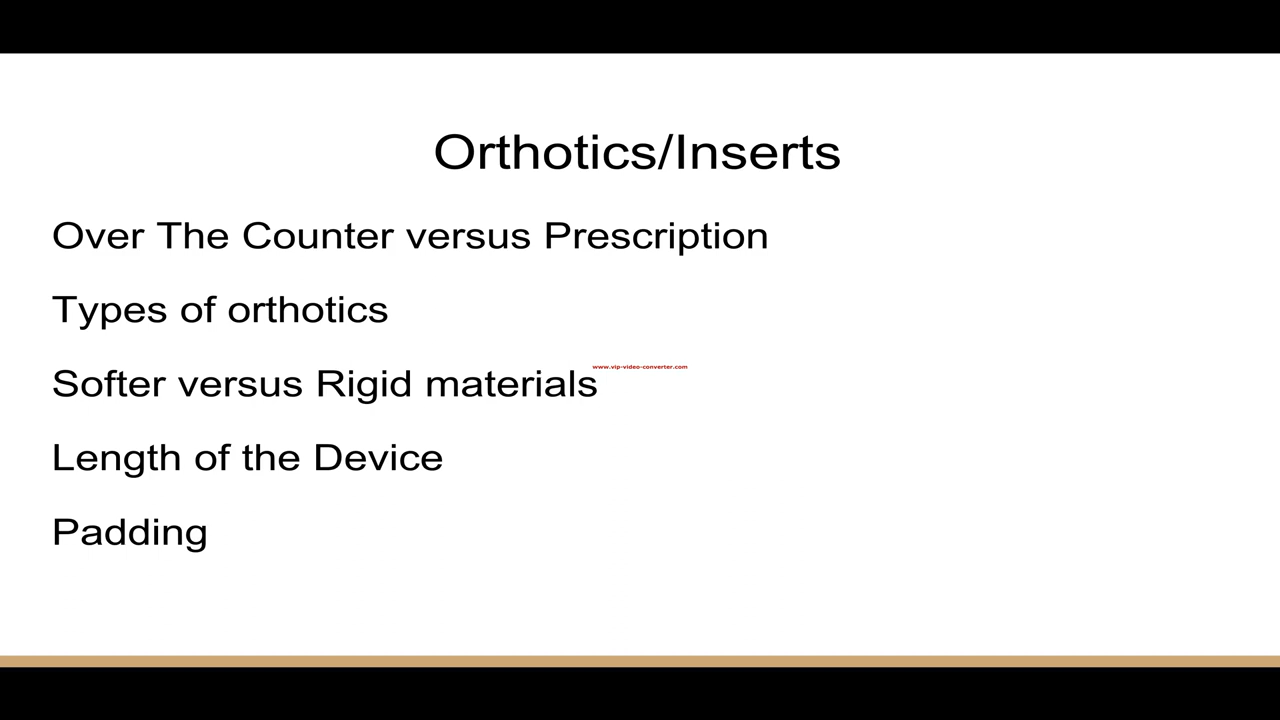 Orthotics/Inserts
Over The Counter versus Prescription
Types of orthotics
www.vip-video-converter.com
Softer versus Rigid materials
Length of the Device
Padding